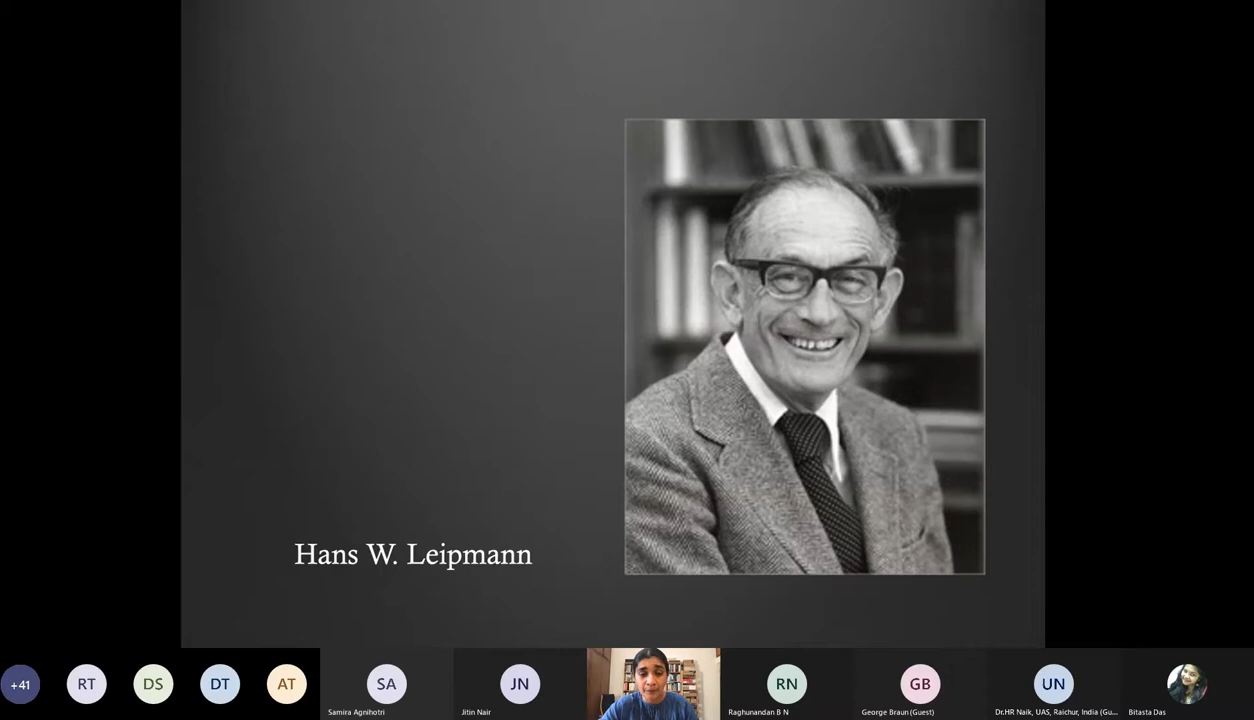 Hans W. Leipmann
+41
RT
DS
DT
AT
SA
Samira Agnihotri
JN
Jitin Nair
RN
Raghunandan B N
GB
George Braun (Guest)
UN
Dr.HR Naik, UAS, Raichur, India (Gu...
Bitasta Das